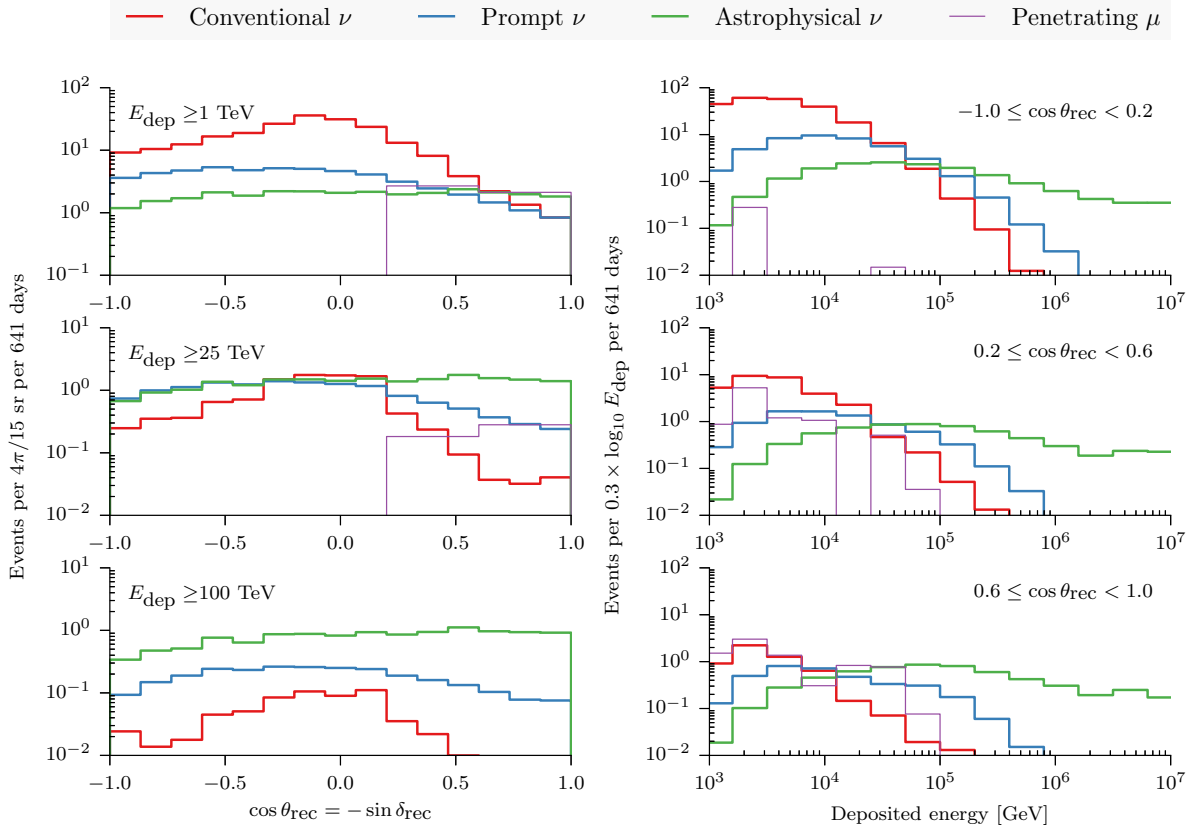 Conventional ν Prompt ν Astrophysical ν Penetrating μ
Events per 4π/15 sr per 641 days
E_dep ≥1 TeV
10^2
10^1
10^0
10^−1
−1.0 −0.5 0.0 0.5 1.0
E_dep ≥25 TeV
10^1
10^0
10^−1
10^−2
−1.0 −0.5 0.0 0.5 1.0
E_dep ≥100 TeV
10^1
10^0
10^−1
10^−2
−1.0 −0.5 0.0 0.5 1.0
cos θ_rec = − sin δ_rec
Events per 0.3 × log_10 E_dep per 641 days
−1.0 ≤ cos θ_rec < 0.2
10^2
10^1
10^0
10^−1
10^−2
10^3 10^4 10^5 10^6 10^7
0.2 ≤ cos θ_rec < 0.6
10^2
10^1
10^0
10^−1
10^−2
10^3 10^4 10^5 10^6 10^7
0.6 ≤ cos θ_rec < 1.0
10^2
10^1
10^0
10^−1
10^−2
10^3 10^4 10^5 10^6 10^7
Deposited energy [GeV]